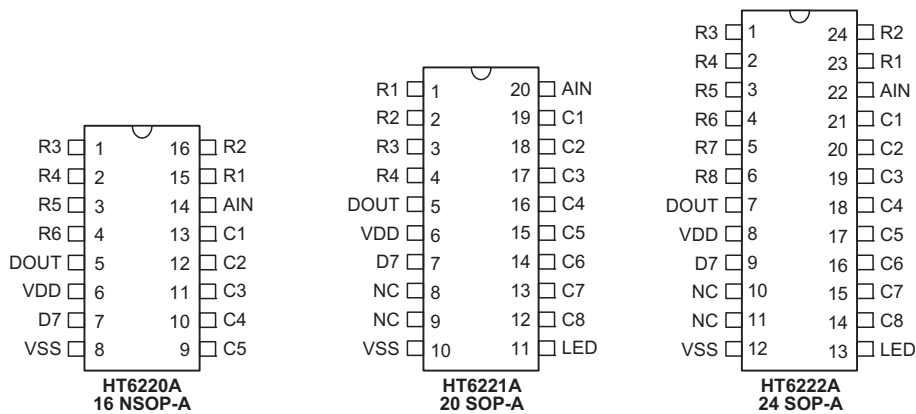 R3 1 16 R2
R4 2 15 R1
R5 3 14 AIN
R6 4 13 C1
DOUT 5 12 C2
VDD 6 11 C3
D7 7 10 C4
VSS 8 9 C5
HT6220A
16 NSOP-A
R1 1 20 AIN
R2 2 19 C1
R3 3 18 C2
R4 4 17 C3
DOUT 5 16 C4
VDD 6 15 C5
D7 7 14 C6
NC 8 13 C7
NC 9 12 C8
VSS 10 11 LED
HT6221A
20 SOP-A
R3 1 24 R2
R4 2 23 R1
R5 3 22 AIN
R6 4 21 C1
R7 5 20 C2
R8 6 19 C3
DOUT 7 18 C4
VDD 8 17 C5
D7 9 16 C6
NC 10 15 C7
NC 11 14 C8
VSS 12 13 LED
HT6222A
24 SOP-A